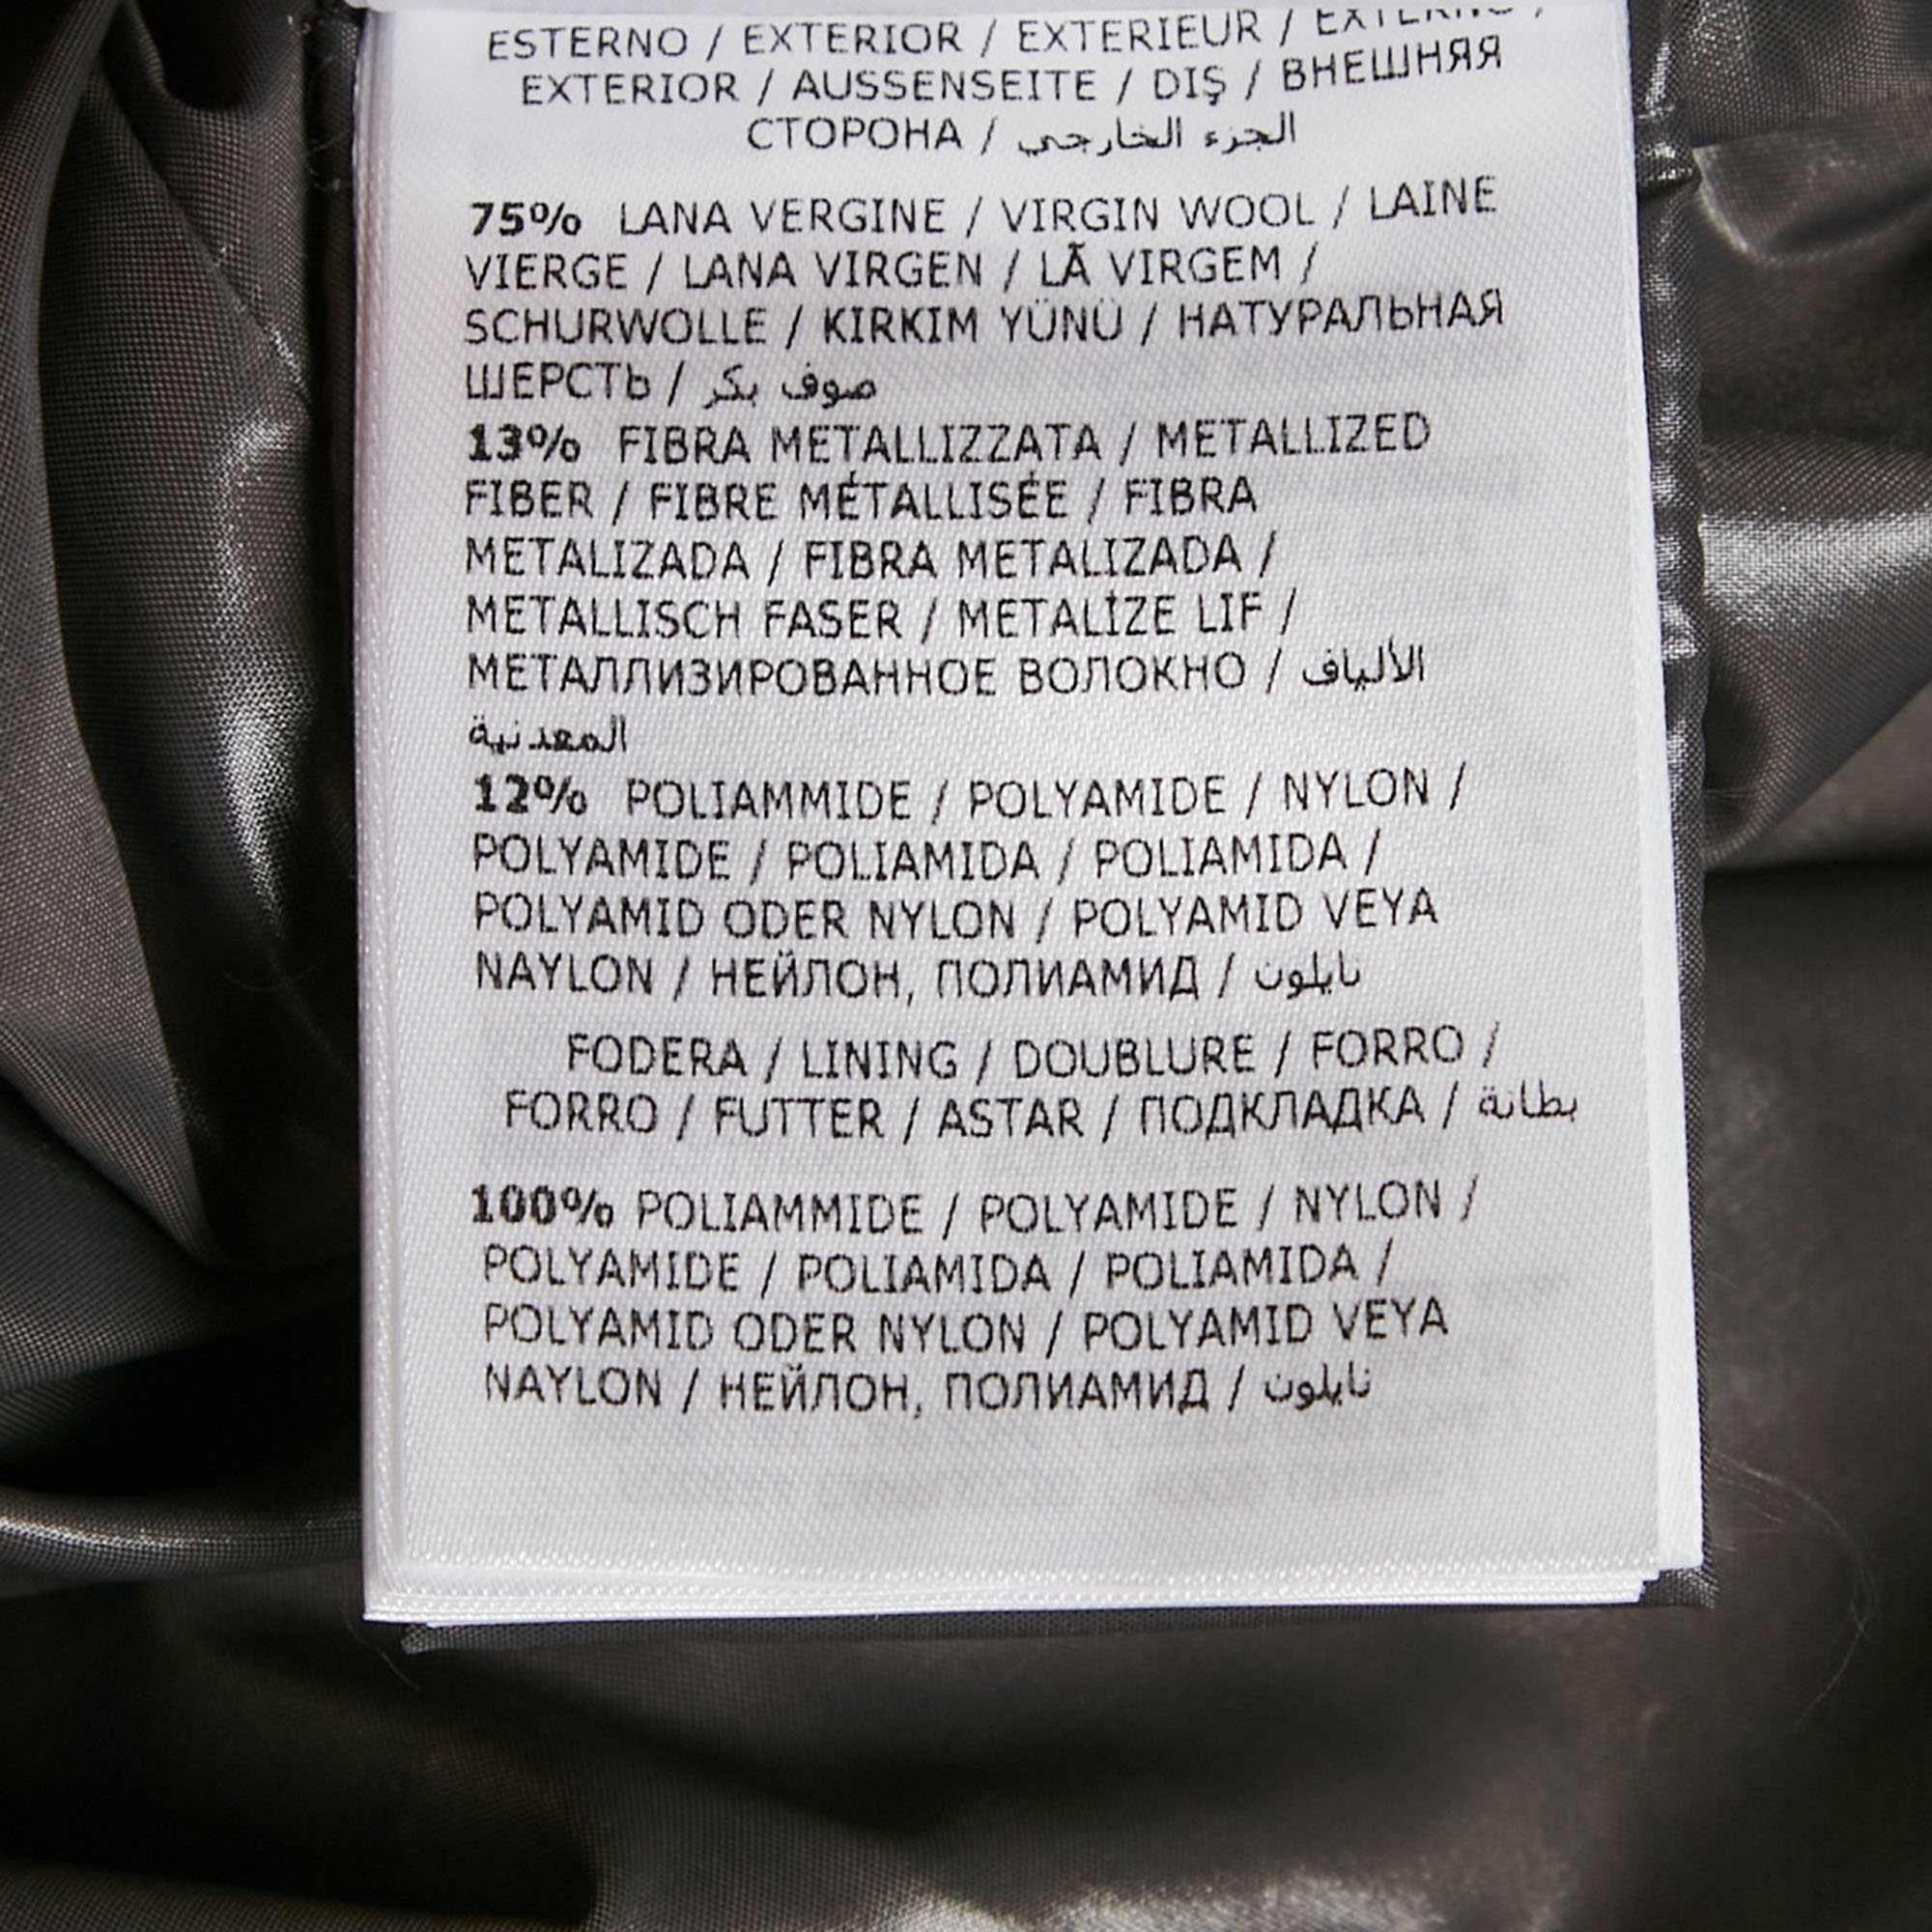 ESTERNO / EXTERIOR / EXTERIEUR / EXTERNO /
EXTERIOR / AUSSENSEITE / DIŞ / ВНЕШНЯЯ
СТОРОНА / الجزء الخارجي
75% LANA VERGINE / VIRGIN WOOL / LAINE
VIERGE / LANA VIRGEN / LÃ VIRGEM /
SCHURWOLLE / KIRKIM YÜNÜ / НАТУРАЛЬНАЯ
ШЕРСТЬ / صوف بكر
13% FIBRA METALLIZZATA / METALLIZED
FIBER / FIBRE MÉTALLISÉE / FIBRA
METALIZADA / FIBRA METALIZADA /
METALLISCH FASER / METALİZE LIF /
МЕТАЛЛИЗИРОВАННОЕ ВОЛОКНО / الألياف
المعدنية
12% POLIAMMIDE / POLYAMIDE / NYLON /
POLYAMIDE / POLIAMIDA / POLIAMIDA /
POLYAMID ODER NYLON / POLYAMID VEYA
NAYLON / НЕЙЛОН, ПОЛИАМИД / نايلون
FODERA / LINING / DOUBLURE / FORRO /
FORRO / FUTTER / ASTAR / ПОДКЛАДКА / بطانة
100% POLIAMMIDE / POLYAMIDE / NYLON /
POLYAMIDE / POLIAMIDA / POLIAMIDA /
POLYAMID ODER NYLON / POLYAMID VEYA
NAYLON / НЕЙЛОН, ПОЛИАМИД / نايلون